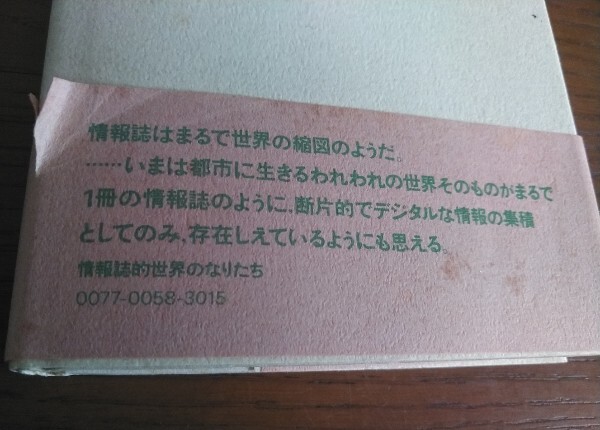 情報誌はまるで世界の縮図のようだ。
……いまは都市に生きるわれわれの世界そのものがまるで
1冊の情報誌のように、断片的でデジタルな情報の集積
としてのみ、存在しえているようにも思える。
情報誌的世界のなりたち
0077-0058-3015